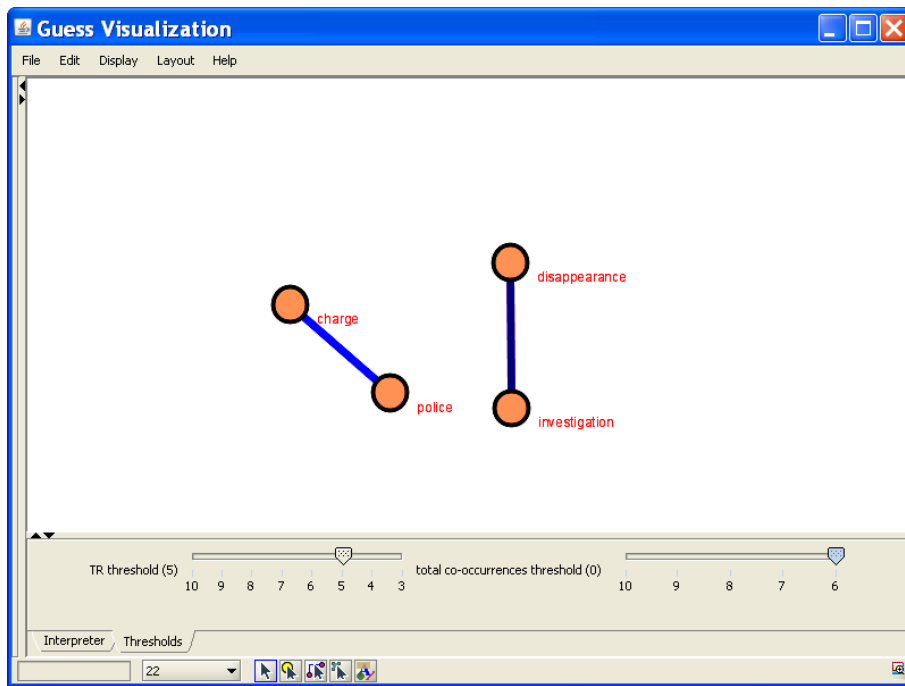 Guess Visualization
File Edit Display Layout Help
disappearance
charge
police
investigation
TR threshold (5)
10 9 8 7 6 5 4 3
total co-occurrences threshold (0)
10 9 8 7 6
Interpreter Thresholds
22